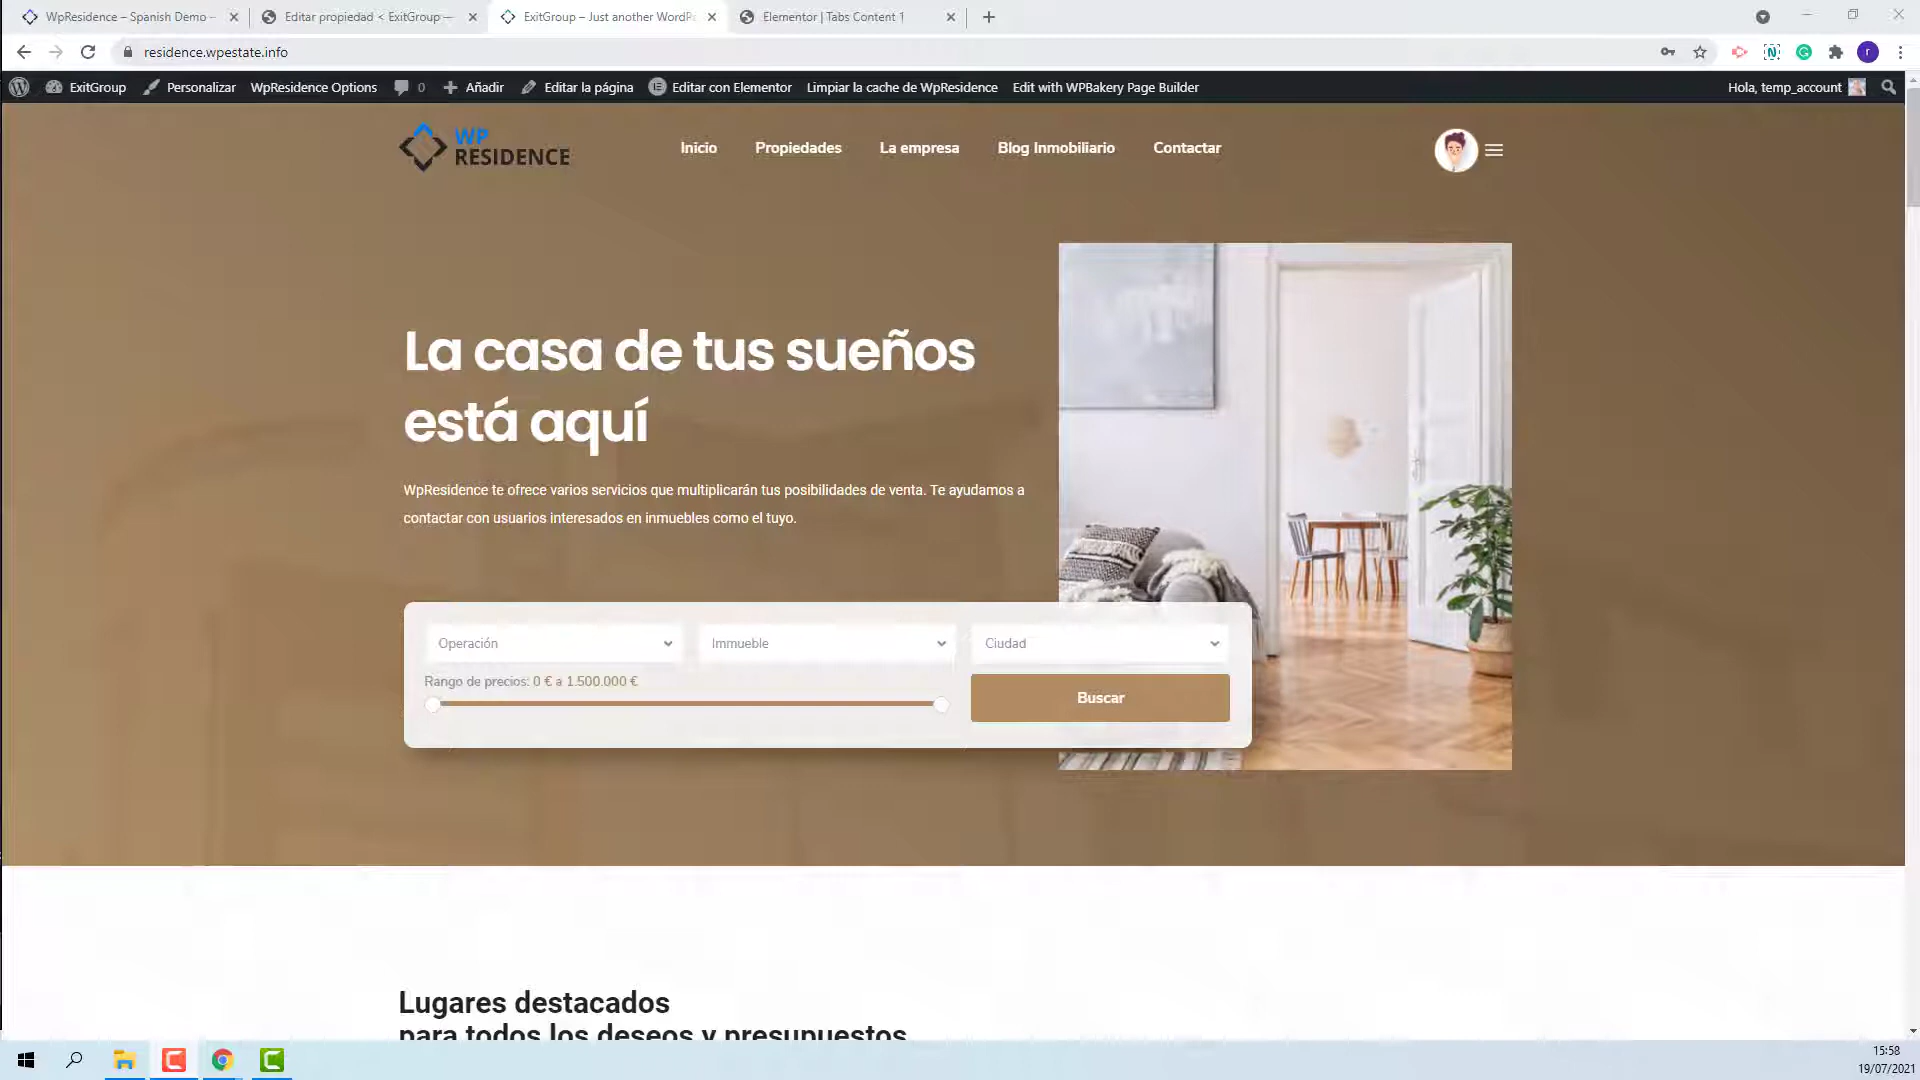 WpResidence – Spanish Demo –
Editar propiedad < ExitGroup —
ExitGroup – Just another WordPr
Elementor | Tabs Content 1
residence.wpestate.info
ExitGroup
Personalizar
WpResidence Options
0
Añadir
Editar la página
Editar con Elementor
Limpiar la cache de WpResidence
Edit with WPBakery Page Builder
Hola, temp_account
WP
RESIDENCE
Inicio
Propiedades
La empresa
Blog Inmobiliario
Contactar
La casa de tus sueños
está aquí
WpResidence te ofrece varios servicios que multiplicarán tus posibilidades de venta. Te ayudamos a
contactar con usuarios interesados en inmuebles como el tuyo.
Operación
Inmueble
Ciudad
Rango de precios: 0 € a 1.500.000 €
Buscar
Lugares destacados
para todos los deseos y presupuestos
15:58
19/07/2021